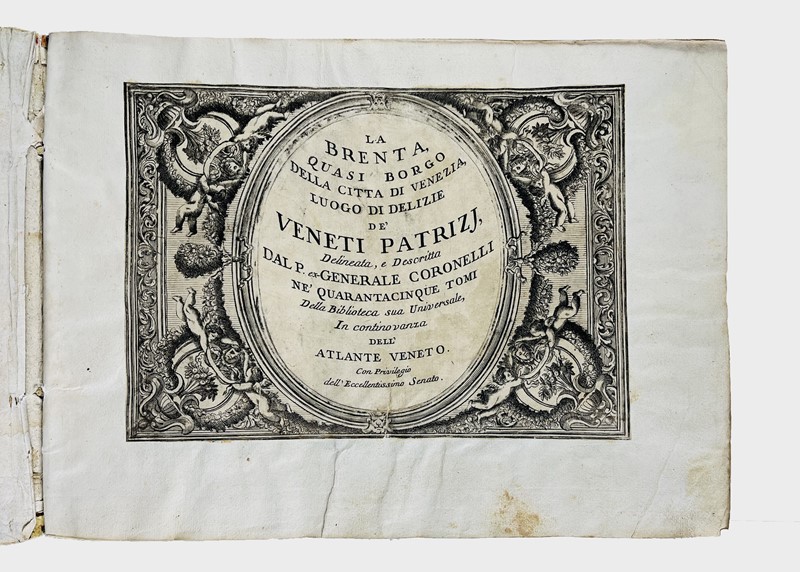 LA
BRENTA,
QUASI BORGO
DELLA CITTA DI VENEZIA,
LUOGO DI DELIZIE
DE'
VENETI PATRIZJ,
Delineata, e Descritta
DAL P. ex-GENERALE CORONELLI
NE' QUARANTACINQUE TOMI
Della Biblioteca sua Universale,
In continovanza
DELL'
ATLANTE VENETO.
Con Privilegio
dell'Eccellentissimo Senato.